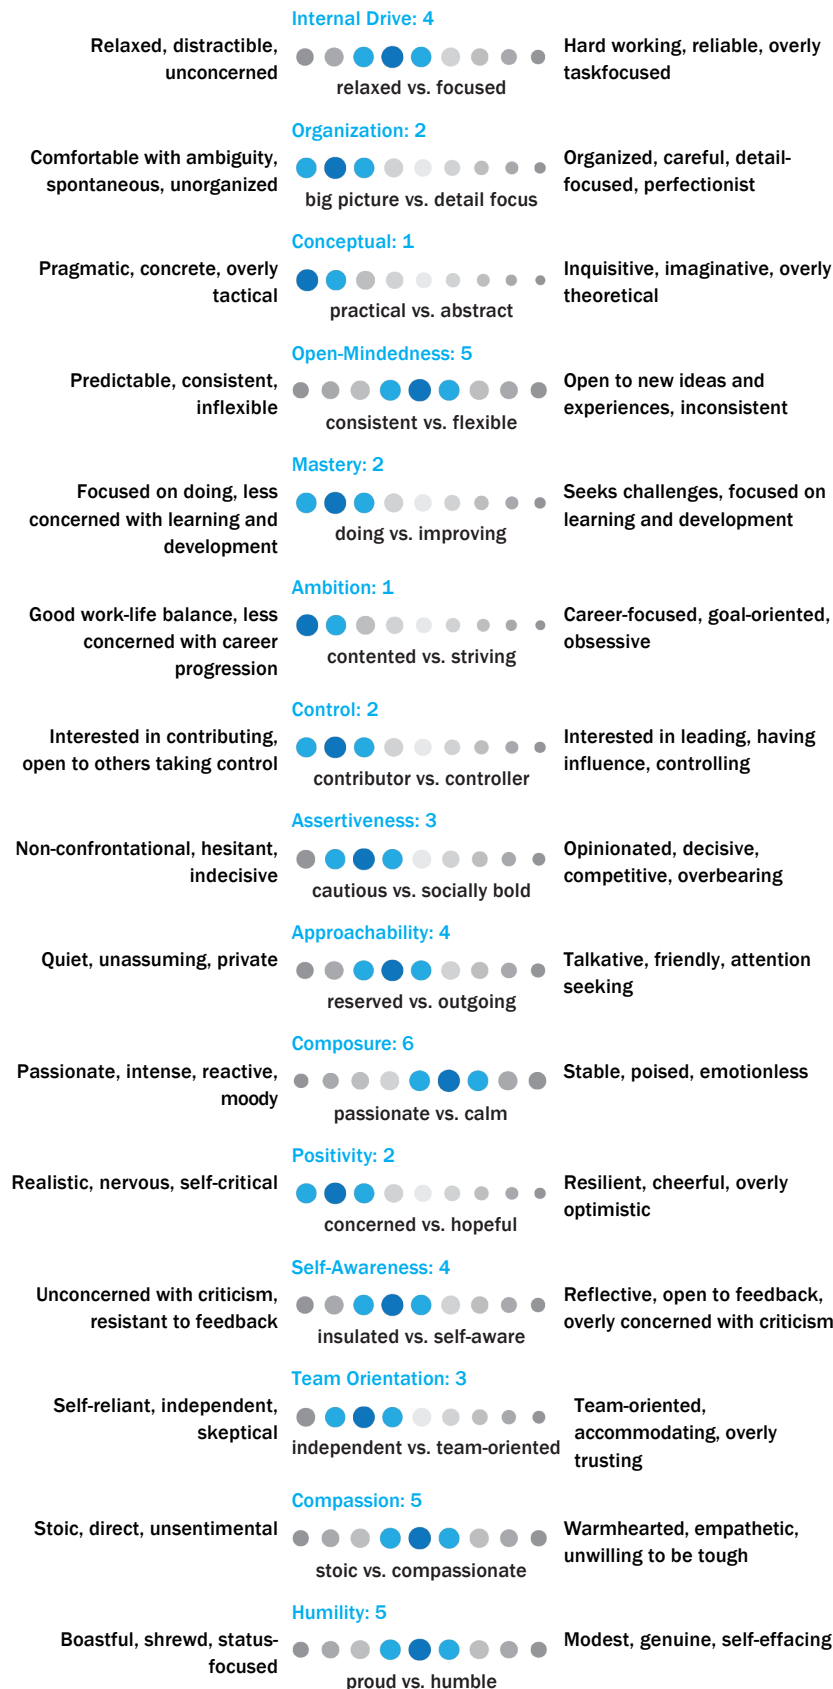 Internal Drive: 4
Relaxed, distractible,
unconcerned
relaxed vs. focused
Hard working, reliable, overly
taskfocused
Organization: 2
Comfortable with ambiguity,
spontaneous, unorganized
big picture vs. detail focus
Organized, careful, detail-
focused, perfectionist
Conceptual: 1
Pragmatic, concrete, overly
tactical
practical vs. abstract
Inquisitive, imaginative, overly
theoretical
Open-Mindedness: 5
Predictable, consistent,
inflexible
consistent vs. flexible
Open to new ideas and
experiences, inconsistent
Mastery: 2
Focused on doing, less
concerned with learning and
development
doing vs. improving
Seeks challenges, focused on
learning and development
Ambition: 1
Good work-life balance, less
concerned with career
progression
contented vs. striving
Career-focused, goal-oriented,
obsessive
Control: 2
Interested in contributing,
open to others taking control
contributor vs. controller
Interested in leading, having
influence, controlling
Assertiveness: 3
Non-confrontational, hesitant,
indecisive
cautious vs. socially bold
Opinionated, decisive,
competitive, overbearing
Approachability: 4
Quiet, unassuming, private
reserved vs. outgoing
Talkative, friendly, attention
seeking
Composure: 6
Passionate, intense, reactive,
moody
passionate vs. calm
Stable, poised, emotionless
Positivity: 2
Realistic, nervous, self-critical
concerned vs. hopeful
Resilient, cheerful, overly
optimistic
Self-Awareness: 4
Unconcerned with criticism,
resistant to feedback
insulated vs. self-aware
Reflective, open to feedback,
overly concerned with criticism
Team Orientation: 3
Self-reliant, independent,
skeptical
independent vs. team-oriented
Team-oriented,
accommodating, overly
trusting
Compassion: 5
Stoic, direct, unsentimental
stoic vs. compassionate
Warmhearted, empathetic,
unwilling to be tough
Humility: 5
Boastful, shrewd, status-
focused
proud vs. humble
Modest, genuine, self-effacing